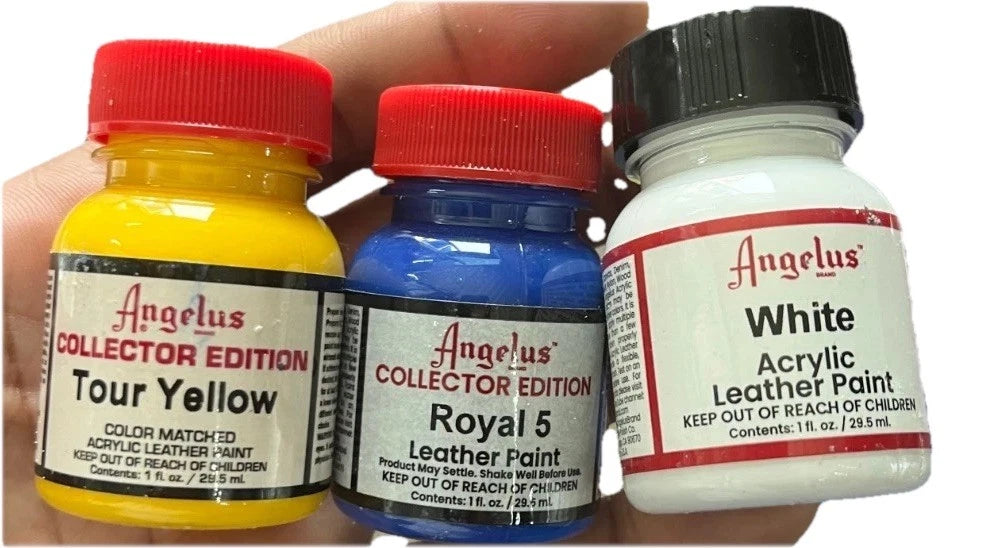 Angelus
COLLECTOR EDITION
Tour Yellow
COLOR MATCHED
ACRYLIC LEATHER PAINT
KEEP OUT OF REACH OF CHILDREN
Contents: 1 fl. oz. / 29.5 ml.
Angelus™
COLLECTOR EDITION
Royal 5
Leather Paint
Product May Settle. Shake Well Before Use.
KEEP OUT OF REACH OF CHILDREN
Contents: 1 fl. oz. / 29.5 ml.
Angelus™
BRAND
White
Acrylic
Leather Paint
KEEP OUT OF REACH OF CHILDREN
Contents: 1 fl. oz. / 29.5 ml.